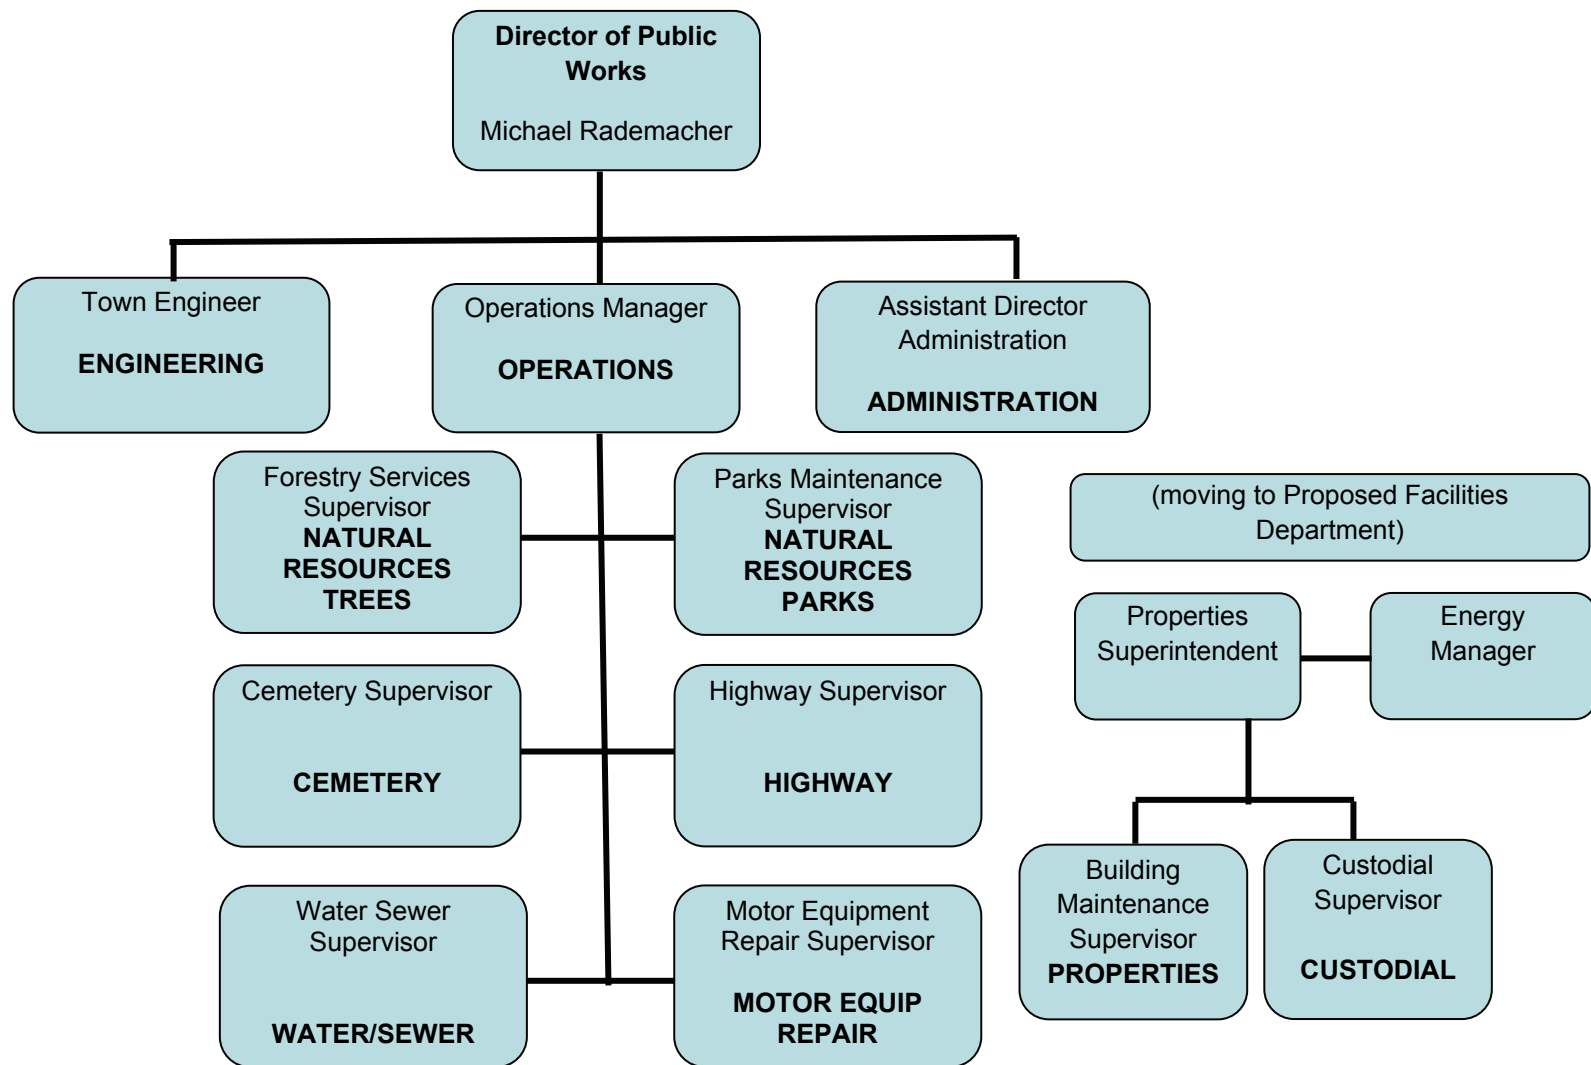 Director of Public
Works
Michael Rademacher
Town Engineer
ENGINEERING
Operations Manager
OPERATIONS
Assistant Director
Administration
ADMINISTRATION
Forestry Services
Supervisor
NATURAL
RESOURCES
TREES
Parks Maintenance
Supervisor
NATURAL
RESOURCES
PARKS
(moving to Proposed Facilities
Department)
Properties
Superintendent
Energy
Manager
Cemetery Supervisor
CEMETERY
Highway Supervisor
HIGHWAY
Building
Maintenance
Supervisor
PROPERTIES
Custodial
Supervisor
CUSTODIAL
Water Sewer
Supervisor
WATER/SEWER
Motor Equipment
Repair Supervisor
MOTOR EQUIP
REPAIR